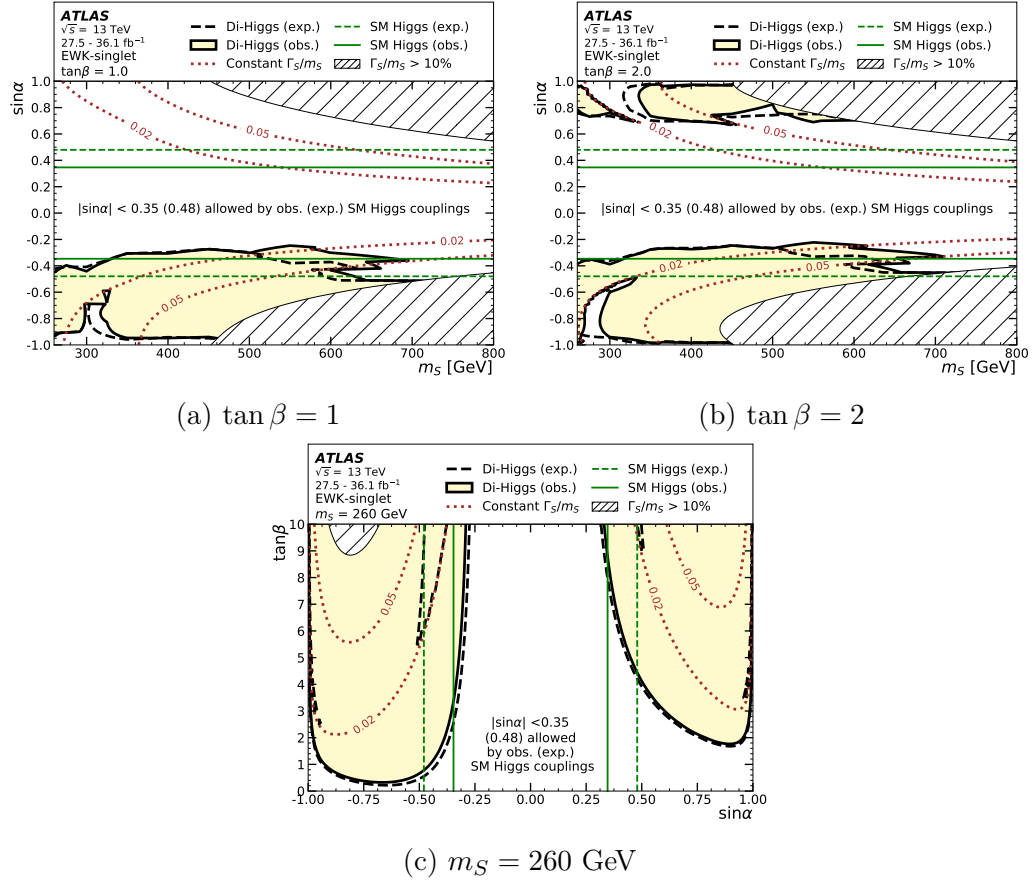 ATLAS
√s = 13 TeV
27.5 - 36.1 fb⁻¹
EWK-singlet
tanβ = 1.0
Di-Higgs (exp.)
Di-Higgs (obs.)
Constant Γ_S/m_S
SM Higgs (exp.)
SM Higgs (obs.)
Γ_S/m_S > 10%
sinα
1.0
0.8
0.6
0.4
0.2
0.0
-0.2
-0.4
-0.6
-0.8
-1.0
0.02
0.05
|sinα| < 0.35 (0.48) allowed by obs. (exp.) SM Higgs couplings
0.02
0.05
300 400 500 600 700 800
m_S [GeV]
(a) tan β = 1
ATLAS
√s = 13 TeV
27.5 - 36.1 fb⁻¹
EWK-singlet
tanβ = 2.0
Di-Higgs (exp.)
Di-Higgs (obs.)
Constant Γ_S/m_S
SM Higgs (exp.)
SM Higgs (obs.)
Γ_S/m_S > 10%
sinα
1.0
0.8
0.6
0.4
0.2
0.0
-0.2
-0.4
-0.6
-0.8
-1.0
0.02
0.05
|sinα| < 0.35 (0.48) allowed by obs. (exp.) SM Higgs couplings
0.02
0.05
300 400 500 600 700 800
m_S [GeV]
(b) tan β = 2
ATLAS
√s = 13 TeV
27.5 - 36.1 fb⁻¹
EWK-singlet
m_S = 260 GeV
Di-Higgs (exp.)
Di-Higgs (obs.)
Constant Γ_S/m_S
SM Higgs (exp.)
SM Higgs (obs.)
Γ_S/m_S > 10%
tanβ
10
9
8
7
6
5
4
3
2
1
0
0.05
0.02
0.05
0.02
|sinα| <0.35
(0.48) allowed
by obs. (exp.)
SM Higgs couplings
-1.00 -0.75 -0.50 -0.25 0.00 0.25 0.50 0.75 1.00
sinα
(c) m_S = 260 GeV